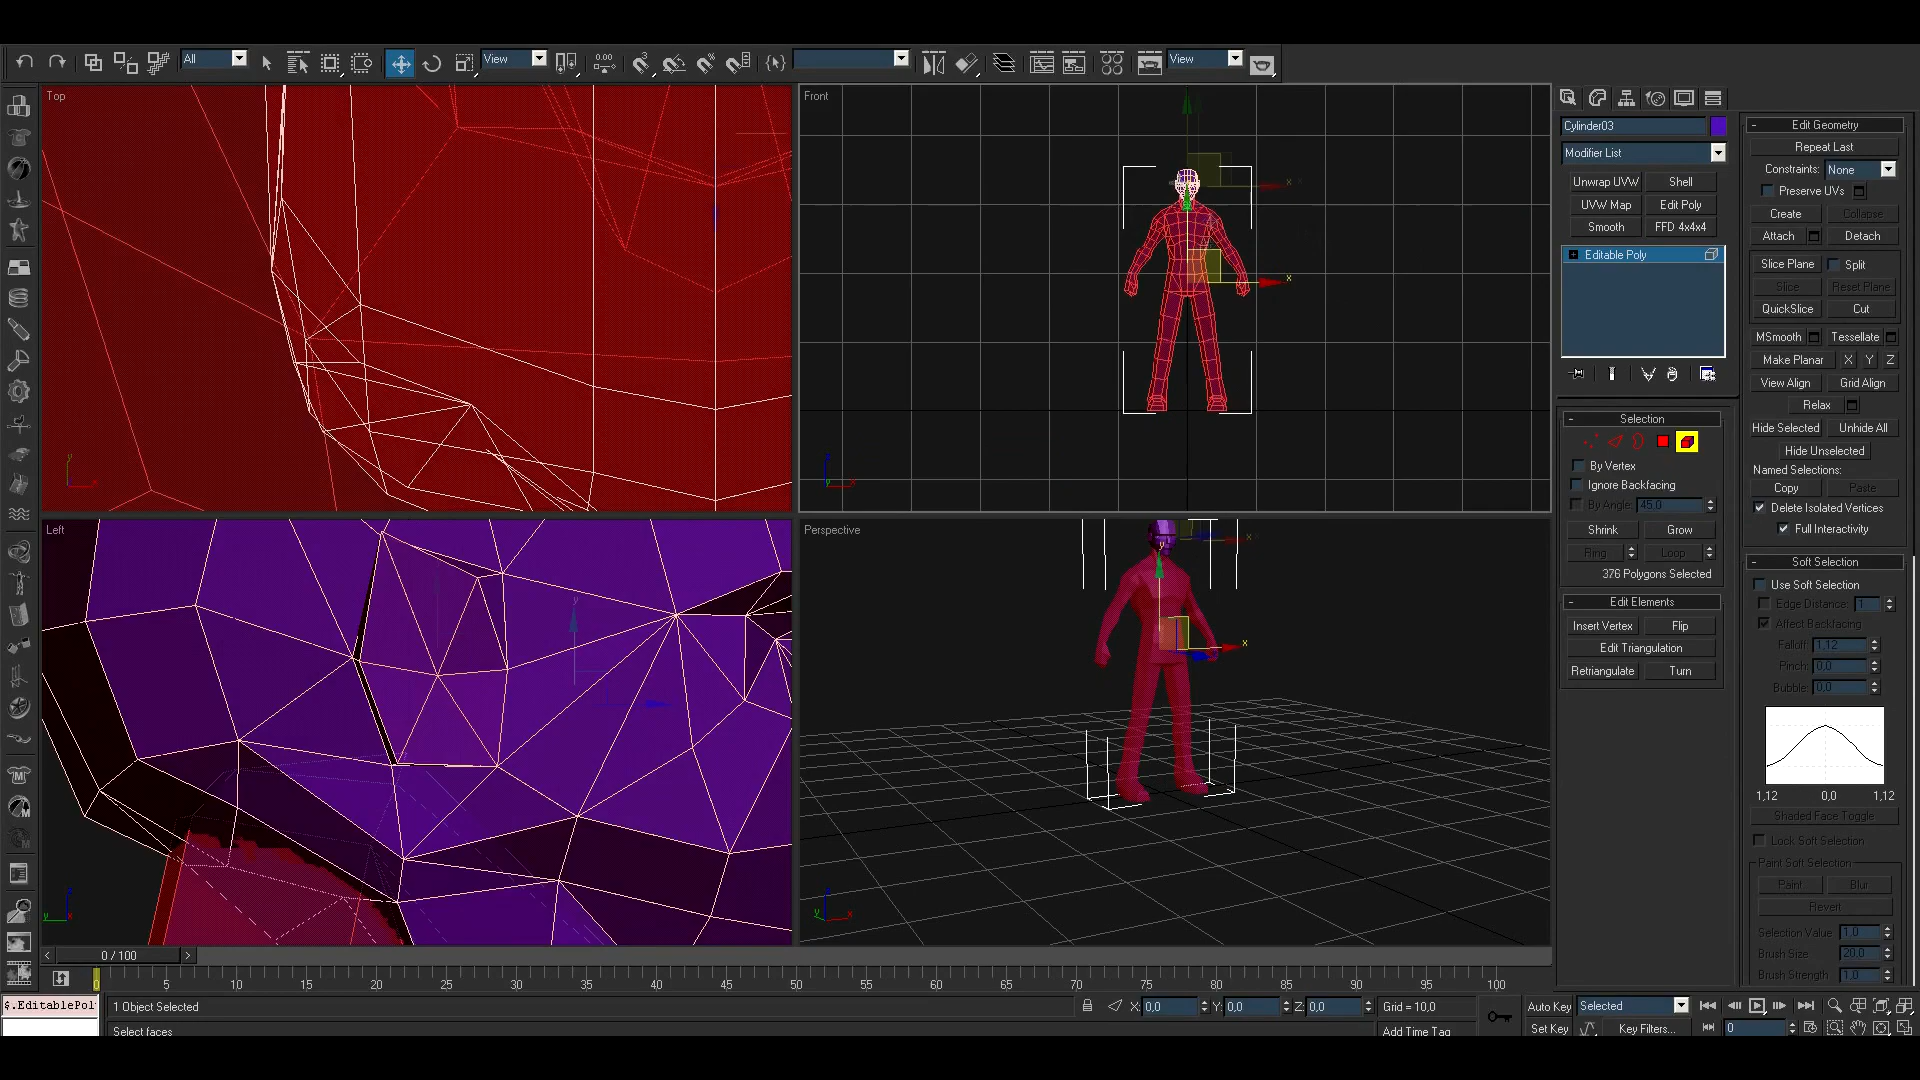 All
View
0.00
View
Top
Front
Left
Perspective
Cylinder03
Modifier List
Unwrap UVW
Shell
UVW Map
Edit Poly
Smooth
FFD 4x4x4
Editable Poly
Selection
By Vertex
Ignore Backfacing
By Angle: 45.0
Shrink
Grow
Ring
Loop
376 Polygons Selected
Edit Elements
Insert Vertex
Flip
Edit Triangulation
Retriangulate
Turn
Edit Geometry
Repeat Last
Constraints: None
Preserve UVs
Create
Collapse
Attach
Detach
Slice Plane
Split
Slice
Reset Plane
QuickSlice
Cut
MSmooth
Tessellate
Make Planar
X
Y
Z
View Align
Grid Align
Relax
Hide Selected
Unhide All
Hide Unselected
Named Selections:
Copy
Paste
Delete Isolated Vertices
Full Interactivity
Soft Selection
Use Soft Selection
Edge Distance: 1
Affect Backfacing
Falloff: 1,12
Pinch: 0,0
Bubble: 0,0
1,12
0,0
1,12
Shaded Face Toggle
Lock Soft Selection
Paint Soft Selection
Paint
Blur
Revert
Selection Value 1,0
Brush Size 20,0
Brush Strength 1,0
< 0 / 100 >
0 5 10 15 20 25 30 35 40 45 50 55 60 65 70 75 80 85 90 95 100
$.EditablePol
1 Object Selected
X: 0,0
Y: 0,0
Z: 0,0
Grid = 10,0
Auto Key
Selected
Select faces
Add Time Tag
Set Key
Key Filters...
0